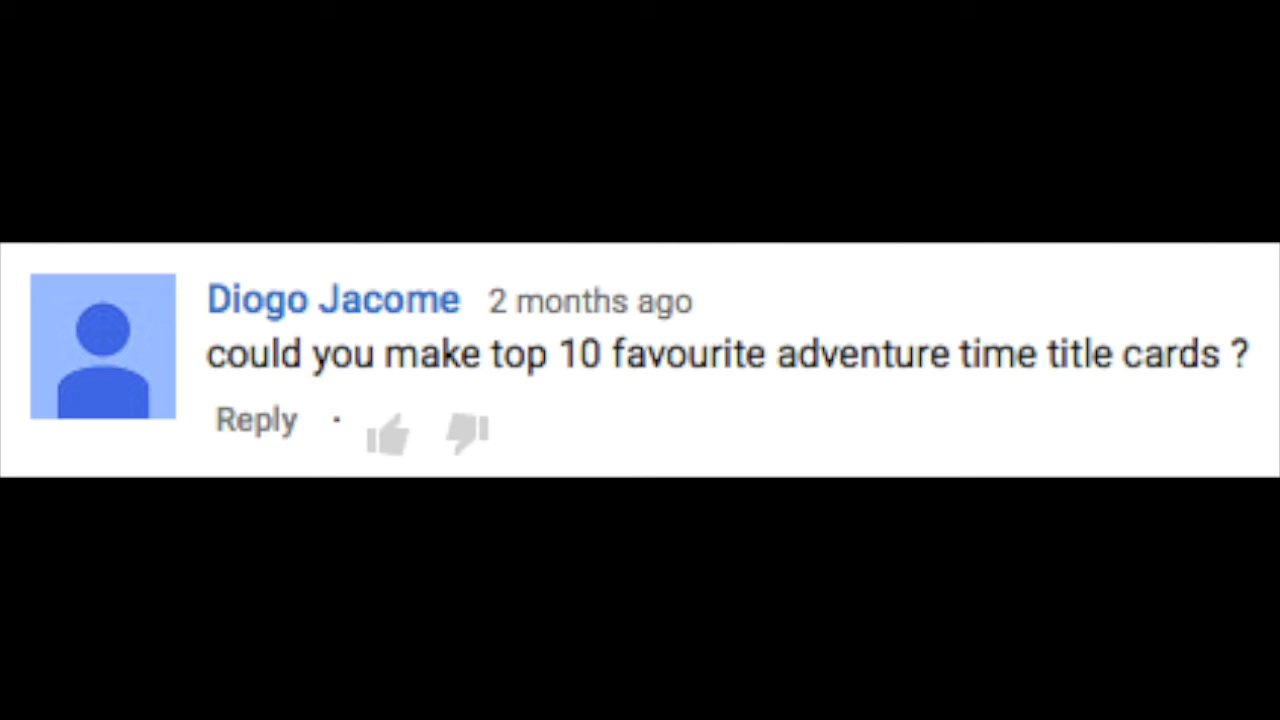 Diogo Jacome 2 months ago
could you make top 10 favourite adventure time title cards ?
Reply ·